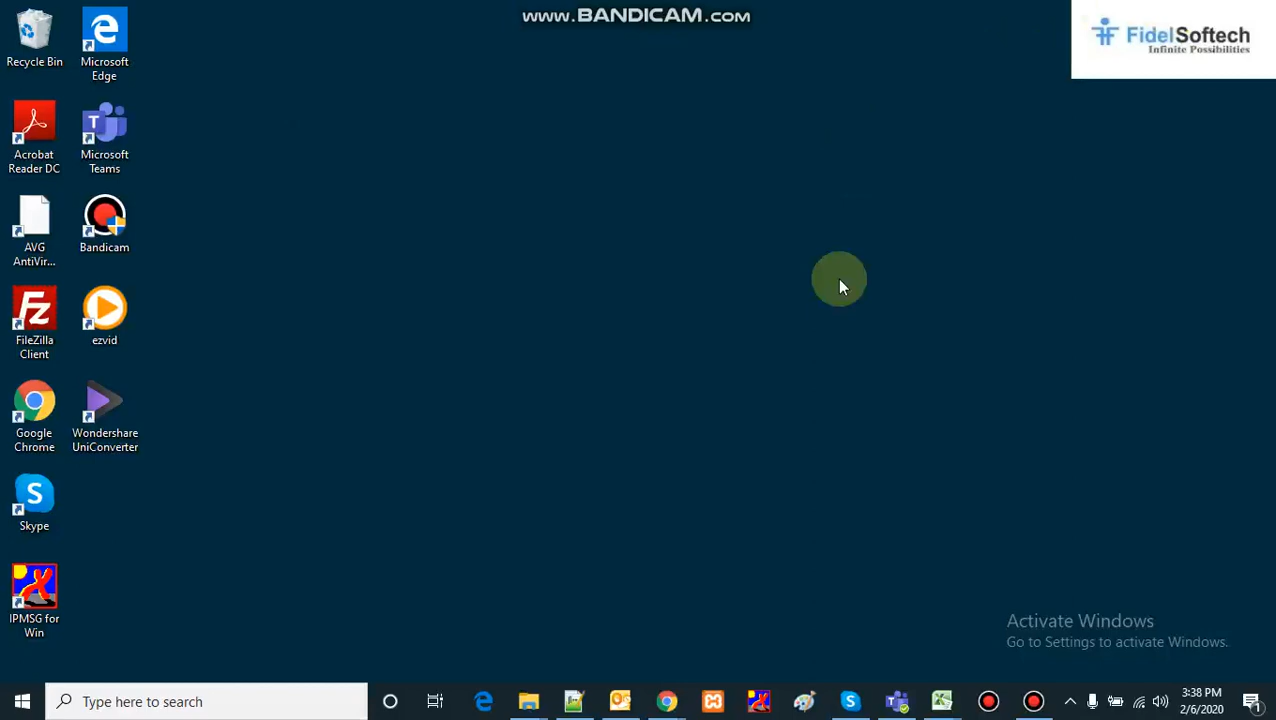 www.BANDICAM.com
FidelSoftech
Infinite Possibilities
Recycle Bin
Microsoft
Edge
Acrobat
Reader DC
Microsoft
Teams
AVG
AntiVir...
Bandicam
FileZilla
Client
ezvid
Google
Chrome
Wondershare
UniConverter
Skype
IPMSG for
Win
Activate Windows
Go to Settings to activate Windows.
Type here to search
3:38 PM
2/6/2020
1